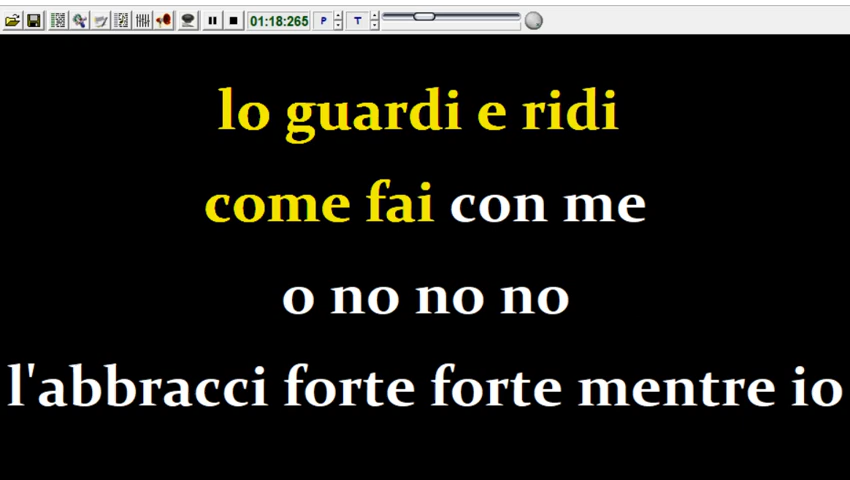 01:18:265 P T
lo guardi e ridi
come fai con me
o no no no
l'abbracci forte forte mentre io